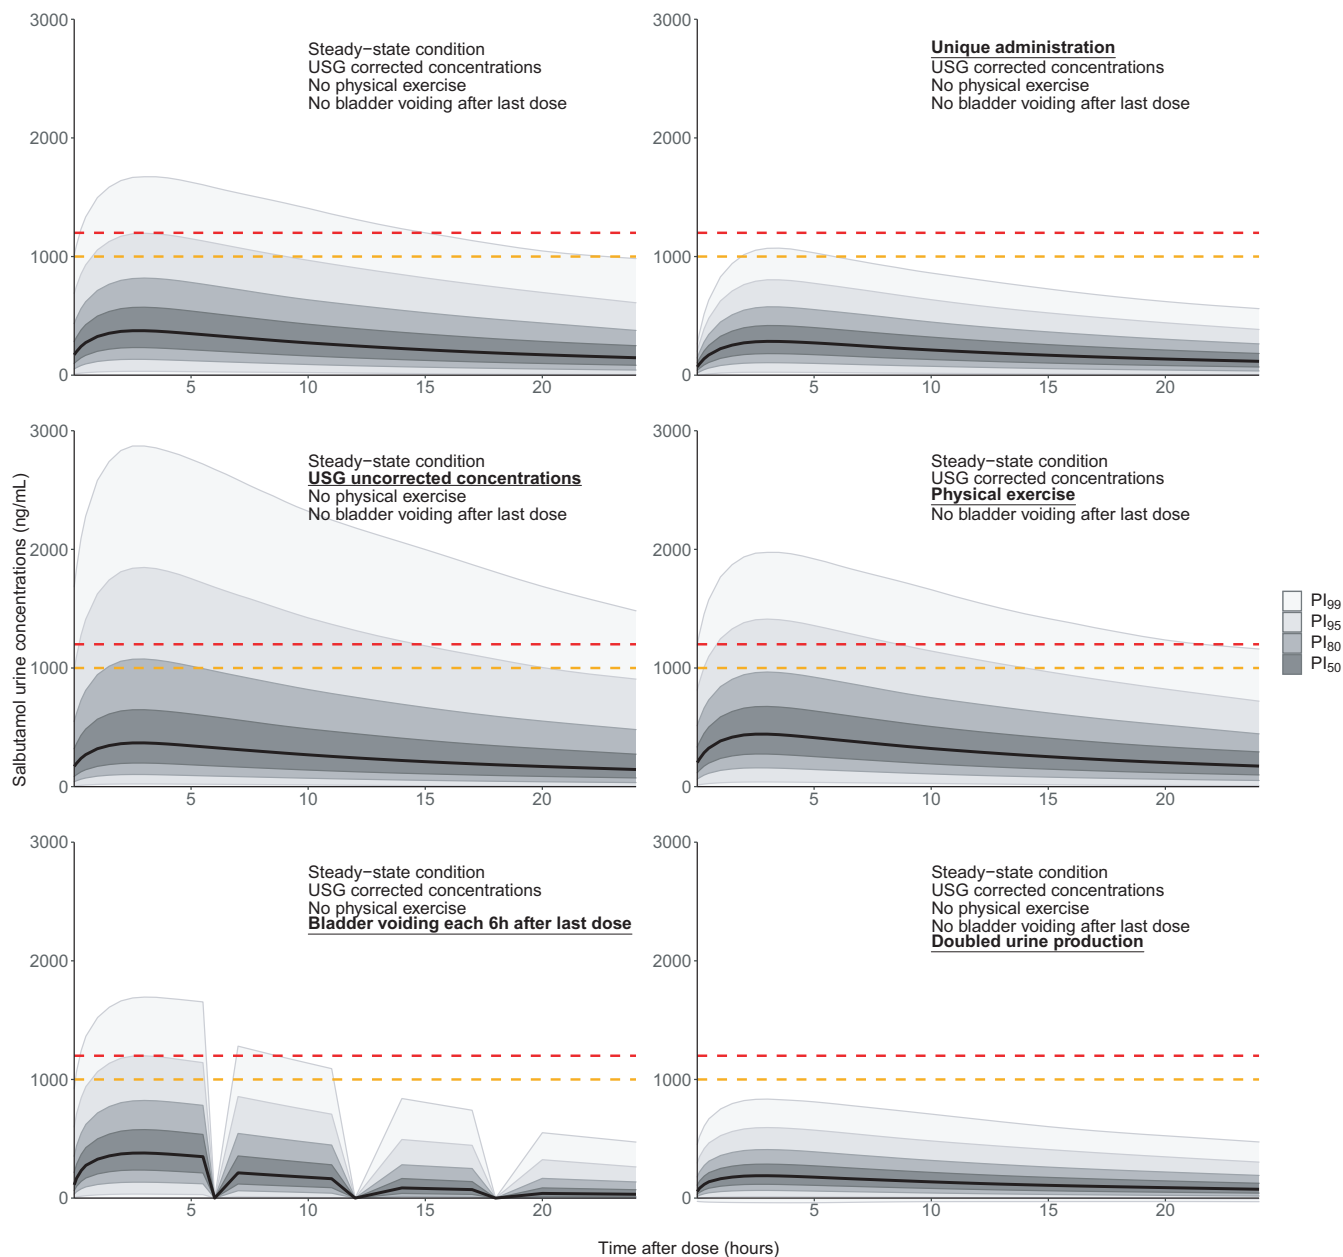 3000
2000
1000
0
5
10
15
20
Steady−state condition
USG corrected concentrations
No physical exercise
No bladder voiding after last dose
3000
2000
1000
0
5
10
15
20
Unique administration
USG corrected concentrations
No physical exercise
No bladder voiding after last dose
Salbutamol urine concentrations (ng/mL)
3000
2000
1000
0
5
10
15
20
Steady−state condition
USG uncorrected concentrations
No physical exercise
No bladder voiding after last dose
3000
2000
1000
0
5
10
15
20
Steady−state condition
USG corrected concentrations
Physical exercise
No bladder voiding after last dose
PI99
PI95
PI80
PI50
3000
2000
1000
0
5
10
15
20
Steady−state condition
USG corrected concentrations
No physical exercise
Bladder voiding each 6h after last dose
3000
2000
1000
0
5
10
15
20
Steady−state condition
USG corrected concentrations
No physical exercise
No bladder voiding after last dose
Doubled urine production
Time after dose (hours)